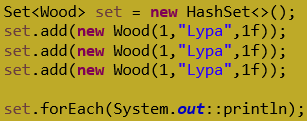 Set<Wood> set = new HashSet<>();
set.add(new Wood(1,"Lypa",1f));
set.add(new Wood(1,"Lypa",1f));
set.add(new Wood(1,"Lypa",1f));
set.forEach(System.out::println);